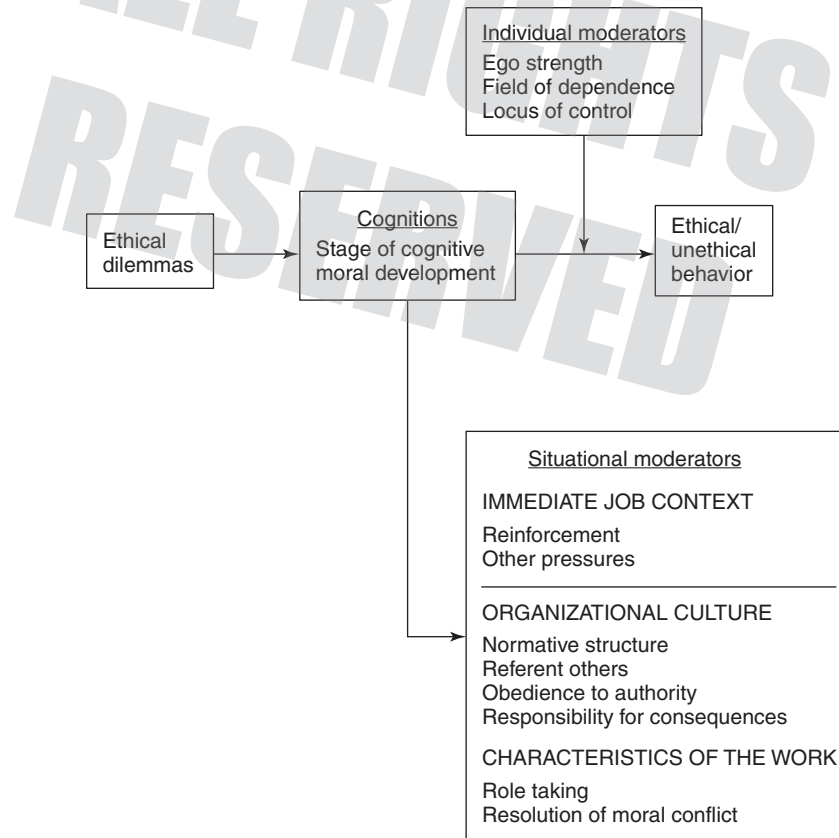 ALL RIGHTS
RESERVED
Individual moderators
Ego strength
Field of dependence
Locus of control
Ethical
dilemmas
Cognitions
Stage of cognitive
moral development
Ethical/
unethical
behavior
Situational moderators
IMMEDIATE JOB CONTEXT
Reinforcement
Other pressures
ORGANIZATIONAL CULTURE
Normative structure
Referent others
Obedience to authority
Responsibility for consequences
CHARACTERISTICS OF THE WORK
Role taking
Resolution of moral conflict